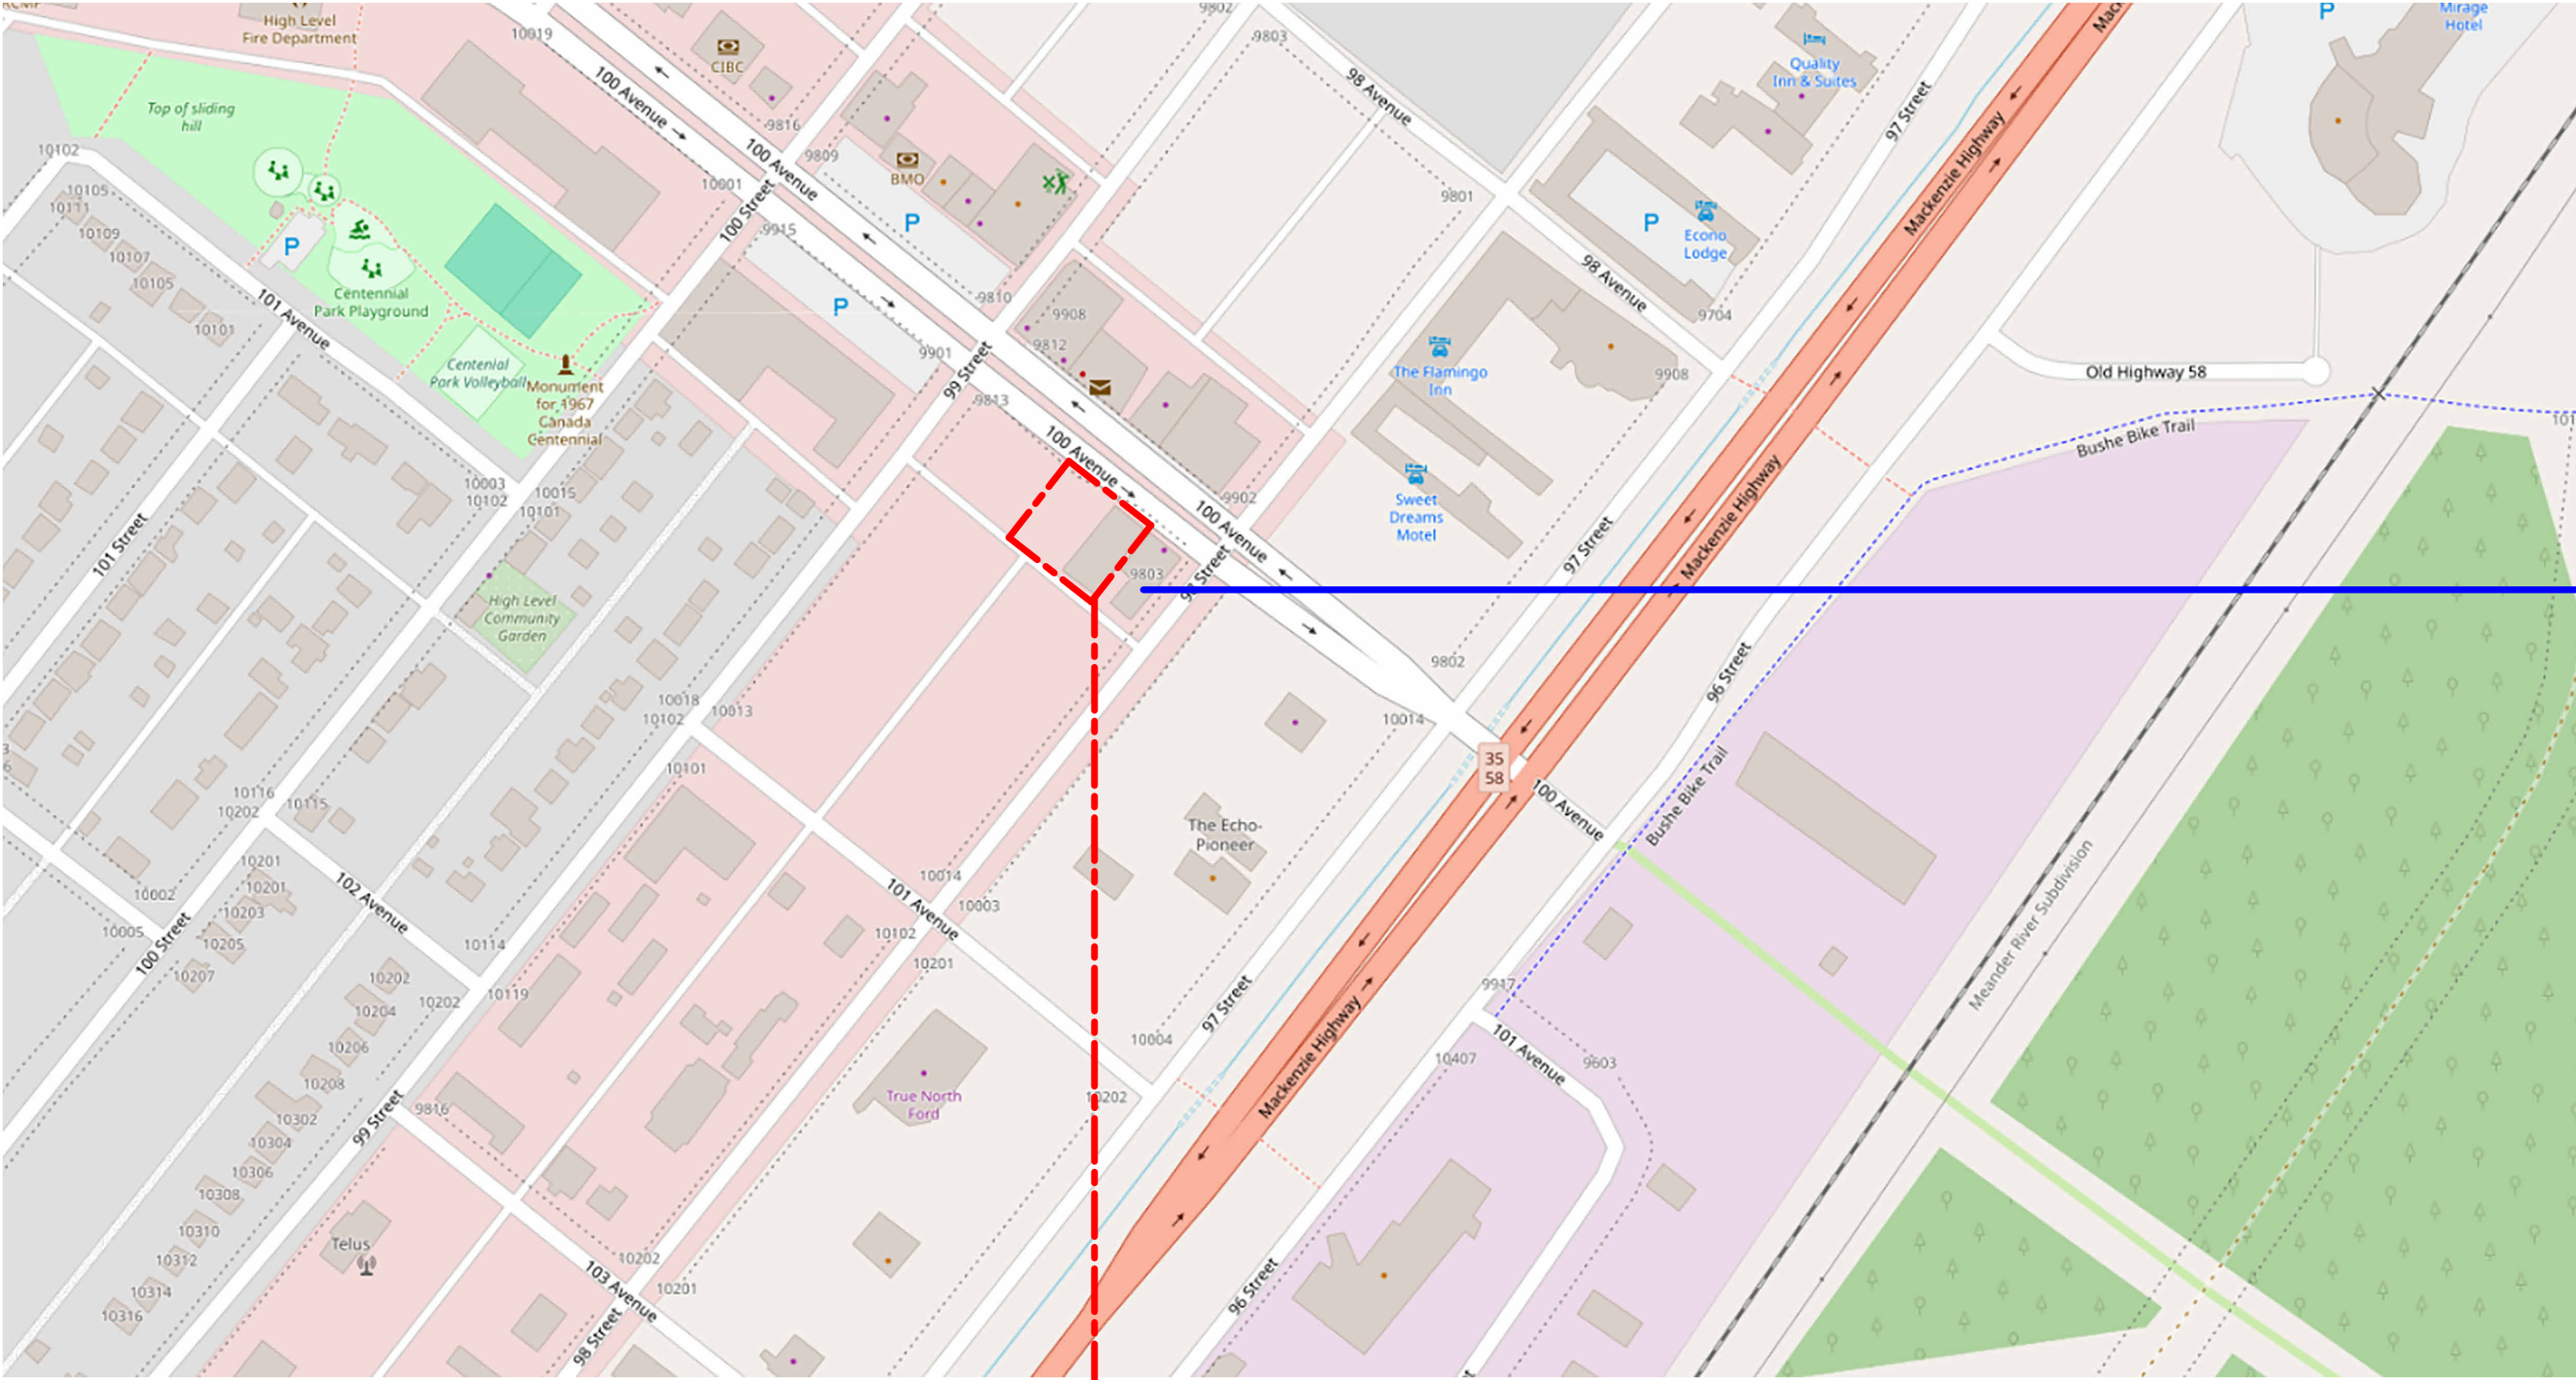 High Level
Fire Department
10019
CIBC
9802
9803
Mirage
Hotel
P
100 Avenue
98 Avenue
Quality
Inn & Suites
97 Street
Top of sliding
hill
9816
9809
100 Avenue
BMO
Mackenzie Highway
10102
10105
10111
10001
100 Street
9915
P
9801
P
Econo
Lodge
10109
10107
10105
P
98 Avenue
Centennial
Park Playground
101 Avenue
10101
P
9810
9908
9812
9901
99 Street
9813
9704
The Flamingo
Inn
9908
Old Highway 58
Centenial
Park Volleyball
Monument
for 1967
Canada
Centennial
100 Avenue
Bushe Bike Trail
10003
10102
10015
10101
9902
100 Avenue
Sweet
Dreams
Motel
97 Street
Mackenzie Highway
101 Street
9803
High Level
Community
Garden
9802
96 Street
10018
10102
10013
10014
10101
35
58
100 Avenue
Bushe Bike Trail
10116
10202
10115
The Echo-
Pioneer
10201
10201
10203
10205
10207
10002
10005
100 Street
102 Avenue
10114
10014
10003
101 Avenue
10102
10201
Meander River Subdivision
10202
10204
10206
10208
10302
10304
10306
10308
10310
10312
10314
10316
10202
10119
97 Street
9917
101 Avenue
9603
10407
10004
10202
Mackenzie Highway
99 Street
9816
True North
Ford
Telus
10202
10201
103 Avenue
98 Street
96 Street